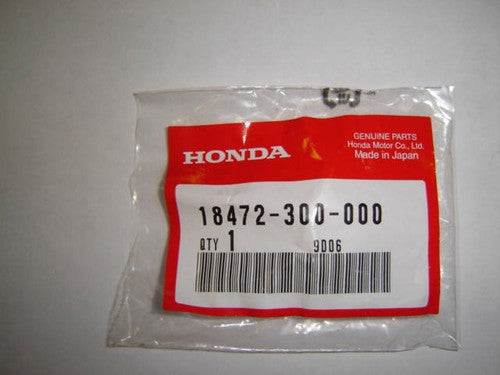 HONDA
GENUINE PARTS
Honda Motor Co., Ltd.
Made in Japan
18472-300-000
QTY 1 9D06